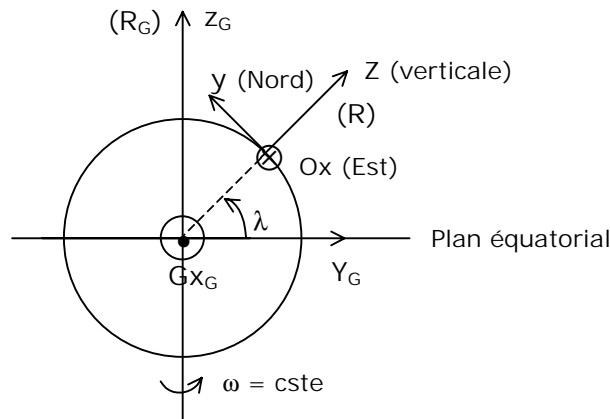 (R_G) z_G
y (Nord)
Z (verticale)
(R)
Ox (Est)
λ
Plan équatorial
Gx_G
Y_G
ω = cste